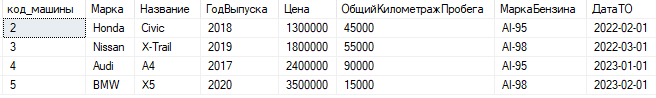 код_машины Марка Название ГодВыпуска Цена ОбщийКилометражПробега МаркаБензина ДатаТО
2 Honda Civic 2018 1300000 45000 AI-95 2022-02-01
3 Nissan X-Trail 2019 1800000 55000 AI-98 2022-03-01
4 Audi A4 2017 2400000 90000 AI-95 2023-01-01
5 BMW X5 2020 3500000 15000 AI-98 2023-02-01